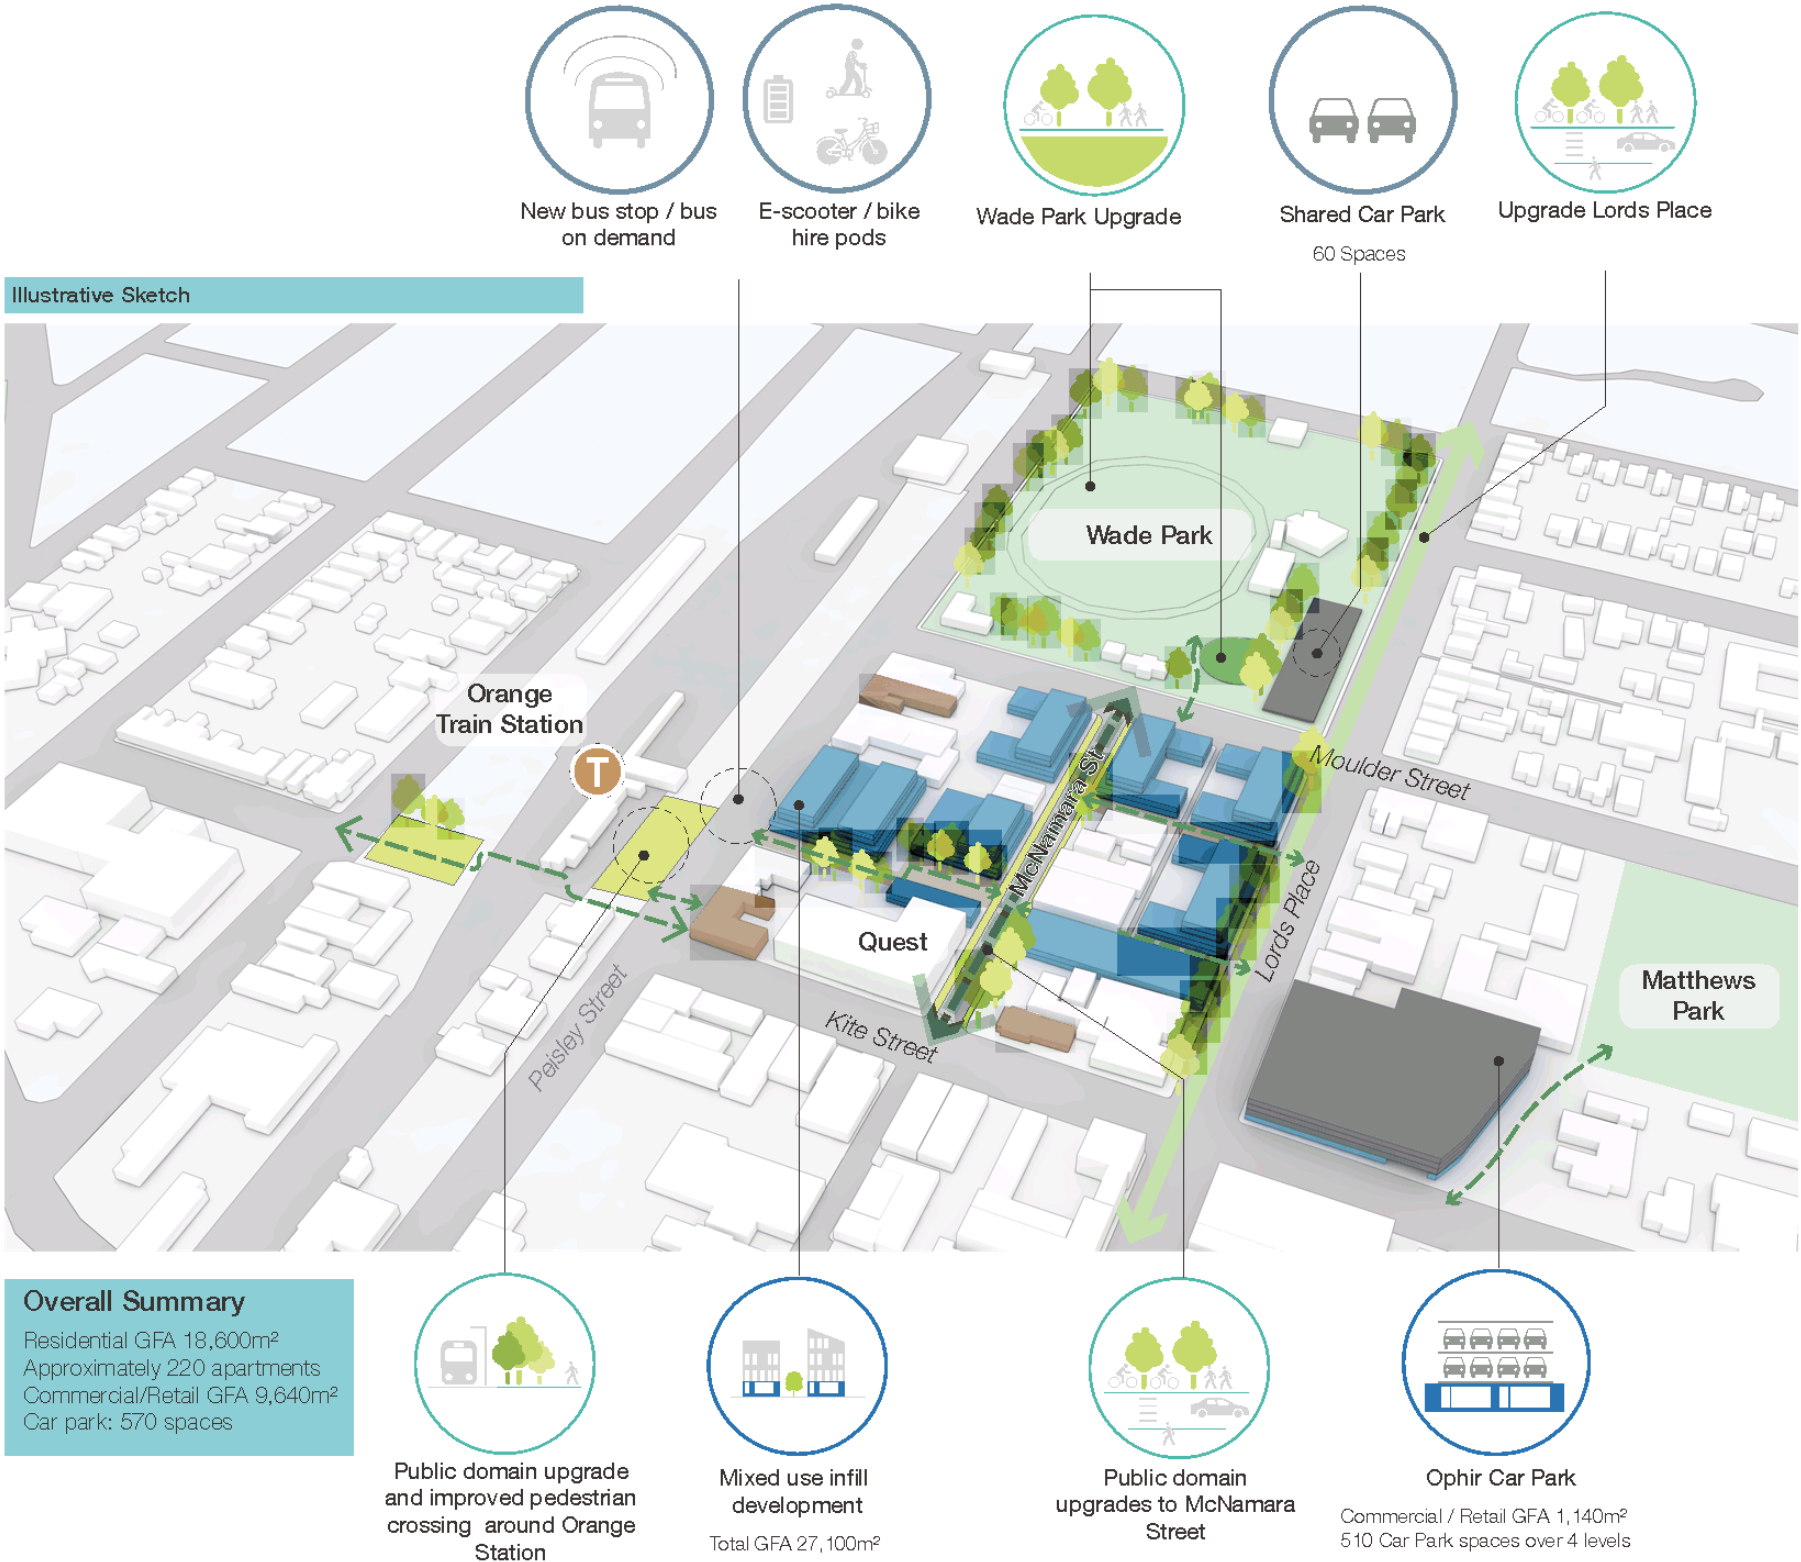 New bus stop / bus
on demand
E-scooter / bike
hire pods
Wade Park Upgrade
Shared Car Park
60 Spaces
Upgrade Lords Place
Illustrative Sketch
Wade Park
Orange
Train Station
T
Moulder Street
McNamara St
Lords Place
Quest
Matthews
Park
Peisley Street
Kite Street
Overall Summary
Residential GFA 18,600m²
Approximately 220 apartments
Commercial/Retail GFA 9,640m²
Car park: 570 spaces
Public domain upgrade
and improved pedestrian
crossing around Orange
Station
Mixed use infill
development
Total GFA 27,100m²
Public domain
upgrades to McNamara
Street
Ophir Car Park
Commercial / Retail GFA 1,140m²
510 Car Park spaces over 4 levels